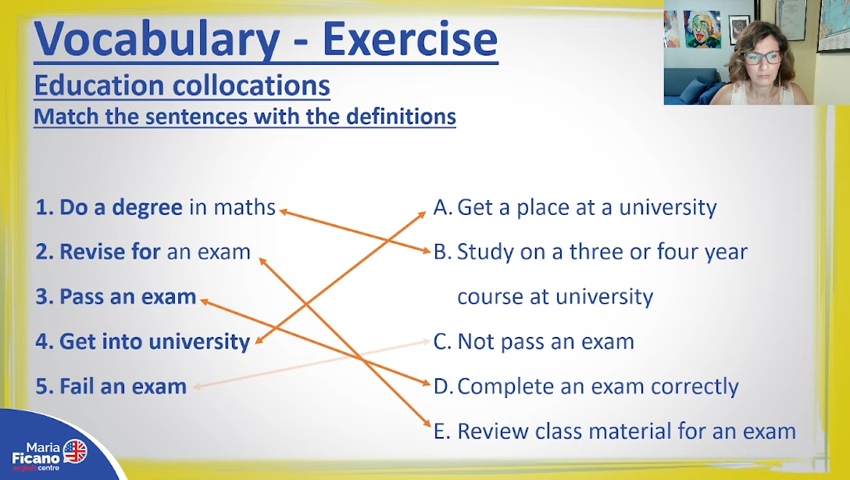 Vocabulary - Exercise
Education collocations
Match the sentences with the definitions
1. Do a degree in maths
2. Revise for an exam
3. Pass an exam
4. Get into university
5. Fail an exam
A. Get a place at a university
B. Study on a three or four year
course at university
C. Not pass an exam
D. Complete an exam correctly
E. Review class material for an exam
Maria
Ficano
english centre